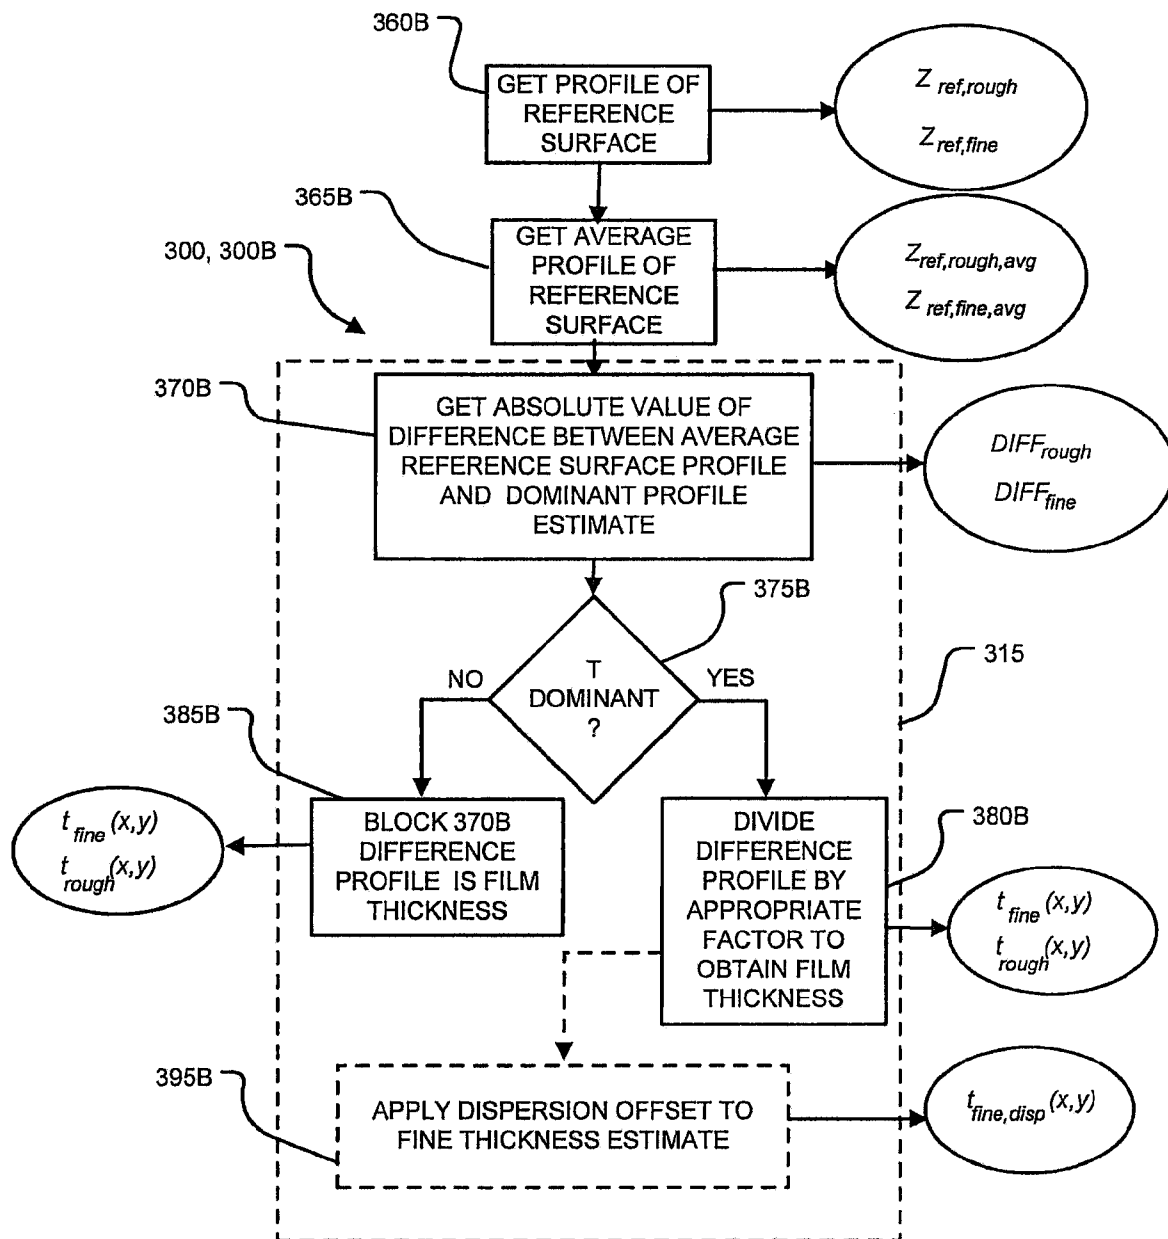 360B
GET PROFILE OF
REFERENCE
SURFACE
Z ref,rough
Z ref,fine
365B
GET AVERAGE
PROFILE OF
REFERENCE
SURFACE
Z ref,rough,avg
Z ref,fine,avg
300, 300B
370B
GET ABSOLUTE VALUE OF
DIFFERENCE BETWEEN AVERAGE
REFERENCE SURFACE PROFILE
AND DOMINANT PROFILE
ESTIMATE
DIFF rough
DIFF fine
375B
T
DOMINANT
?
NO
YES
315
385B
BLOCK 370B
DIFFERENCE
PROFILE IS FILM
THICKNESS
t fine (x,y)
t rough (x,y)
380B
DIVIDE
DIFFERENCE
PROFILE BY
APPROPRIATE
FACTOR TO
OBTAIN FILM
THICKNESS
t fine (x,y)
t rough (x,y)
395B
APPLY DISPERSION OFFSET TO
FINE THICKNESS ESTIMATE
t fine,disp (x,y)